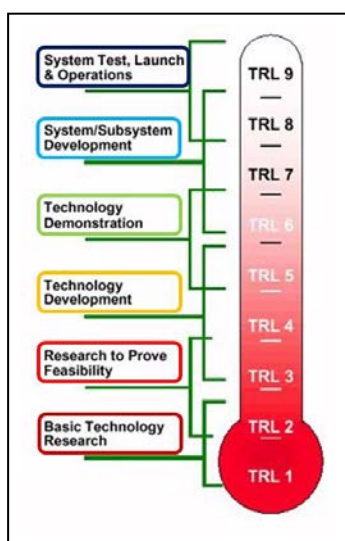 System Test, Launch
& Operations
System/Subsystem
Development
Technology
Demonstration
Technology
Development
Research to Prove
Feasibility
Basic Technology
Research
TRL 9
TRL 8
TRL 7
TRL 6
TRL 5
TRL 4
TRL 3
TRL 2
TRL 1